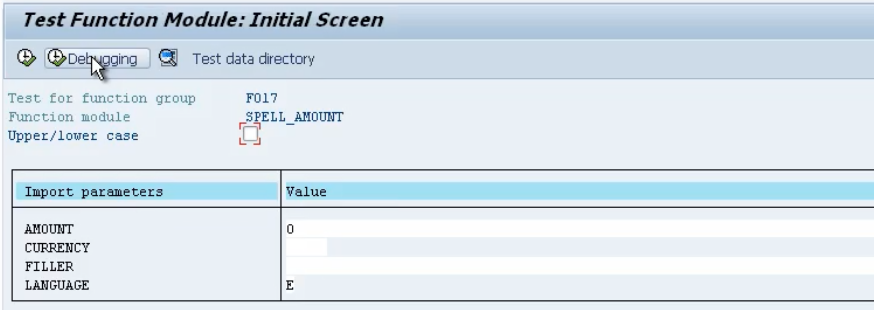 Test Function Module: Initial Screen
Debugging Test data directory
Test for function group F017
Function module SPELL_AMOUNT
Upper/lower case
Import parameters Value
AMOUNT 0
CURRENCY
FILLER
LANGUAGE E